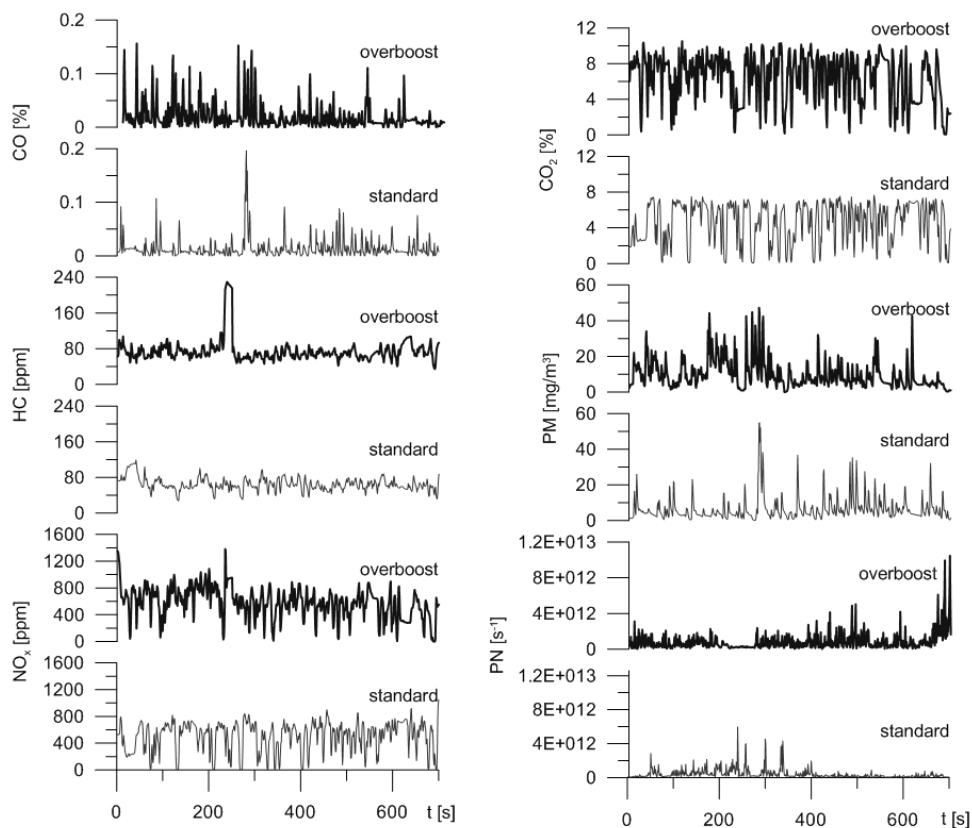 0.2
overboost
0.1
0
CO [%]
0.2
standard
0.1
0
240
overboost
160
80
0
HC [ppm]
240
standard
160
80
0
1600
overboost
1200
800
400
0
NOx [ppm]
1600
standard
1200
800
400
0
0 200 400 600 t [s]
12
overboost
8
4
0
CO2 [%]
12
standard
8
4
0
60
overboost
40
20
0
PM [mg/m³]
60
standard
40
20
0
1.2E+013
overboost
8E+012
4E+012
0
PN [s-1]
1.2E+013
standard
8E+012
4E+012
0
0 200 400 600 t [s]